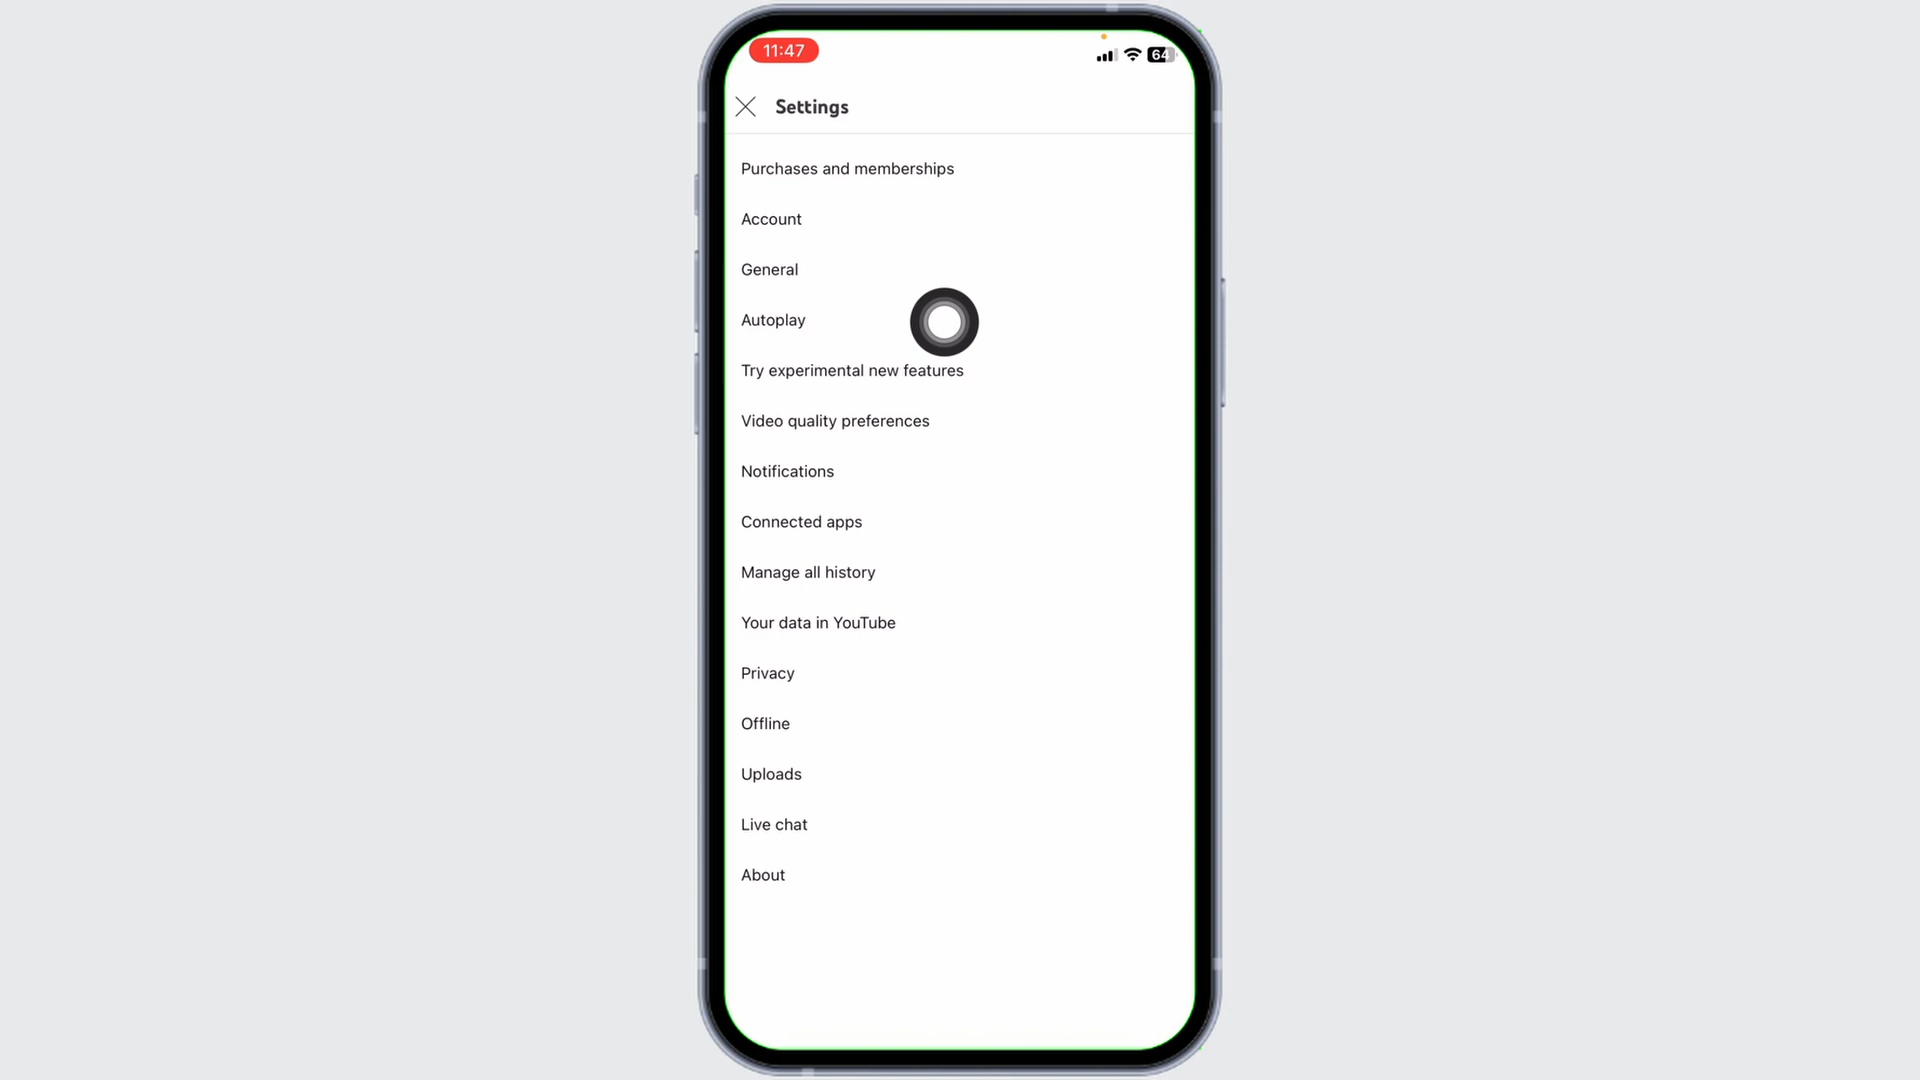 11:47
64
Settings
Purchases and memberships
Account
General
Autoplay
Try experimental new features
Video quality preferences
Notifications
Connected apps
Manage all history
Your data in YouTube
Privacy
Offline
Uploads
Live chat
About